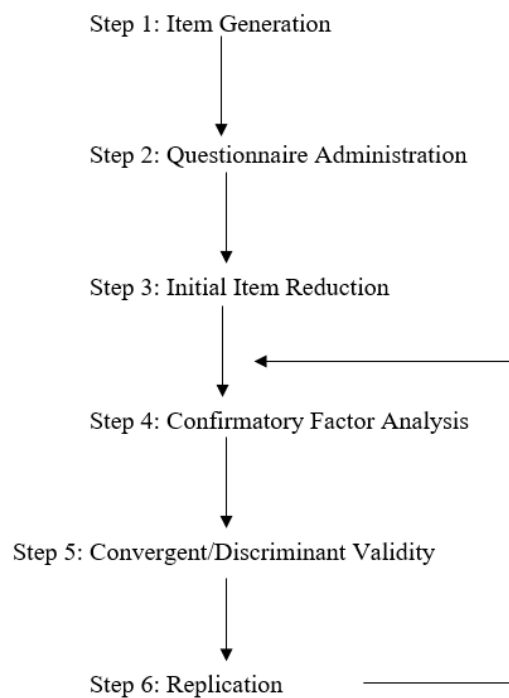 Step 1: Item Generation
Step 2: Questionnaire Administration
Step 3: Initial Item Reduction
Step 4: Confirmatory Factor Analysis
Step 5: Convergent/Discriminant Validity
Step 6: Replication